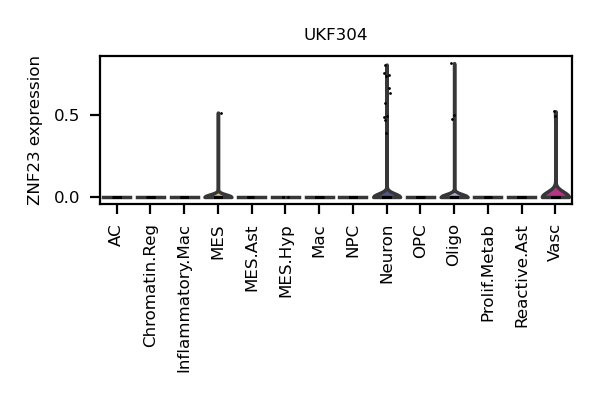 UKF304
ZNF23 expression
0.5
0.0
AC
Chromatin.Reg
Inflammatory.Mac
MES
MES.Ast
MES.Hyp
Mac
NPC
Neuron
OPC
Oligo
Prolif.Metab
Reactive.Ast
Vasc